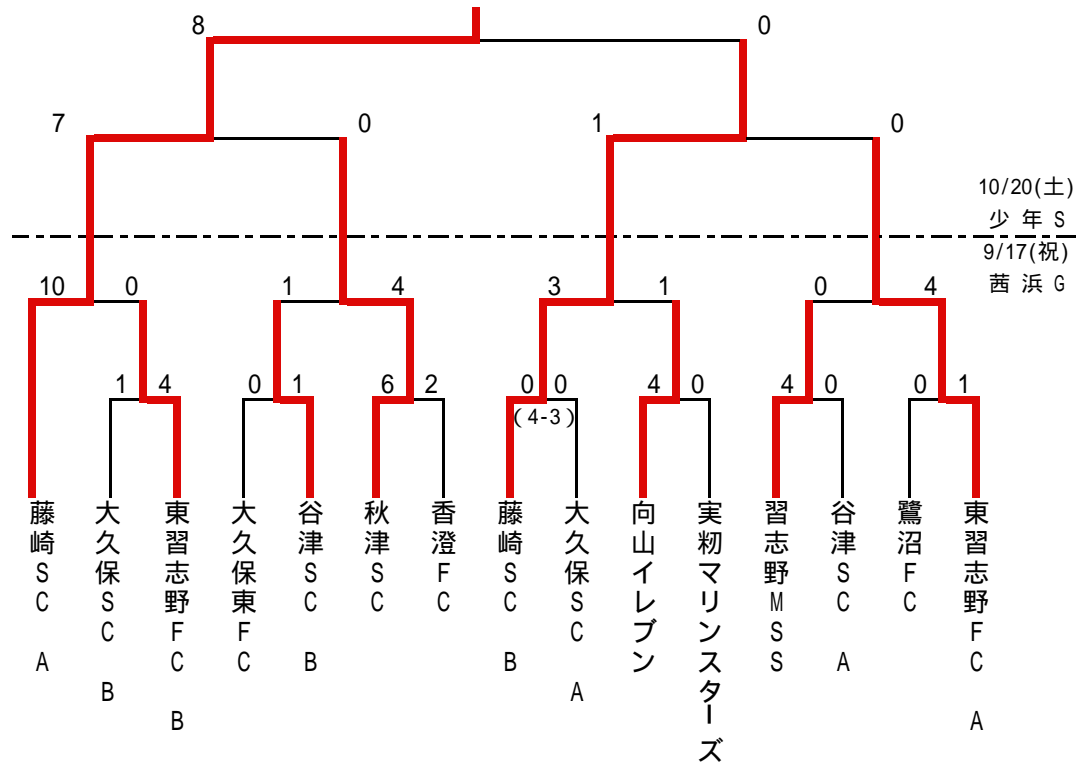 8 0
7 0 1 0
10/20(土)
少年S
9/17(祝)
茜浜G
10 0 1 4 3 1 0 4
1 4 0 1 6 2 0 0 4 0 4 0 0 1
(4-3)
藤崎SC A
大久保SC B
東習志野FC B
大久保東FC
谷津SC B
秋津SC
香澄FC
藤崎SC B
大久保SC A
向山イレブン
実籾マリンスターズ
習志野MSS
谷津SC A
鷺沼FC
東習志野FC A